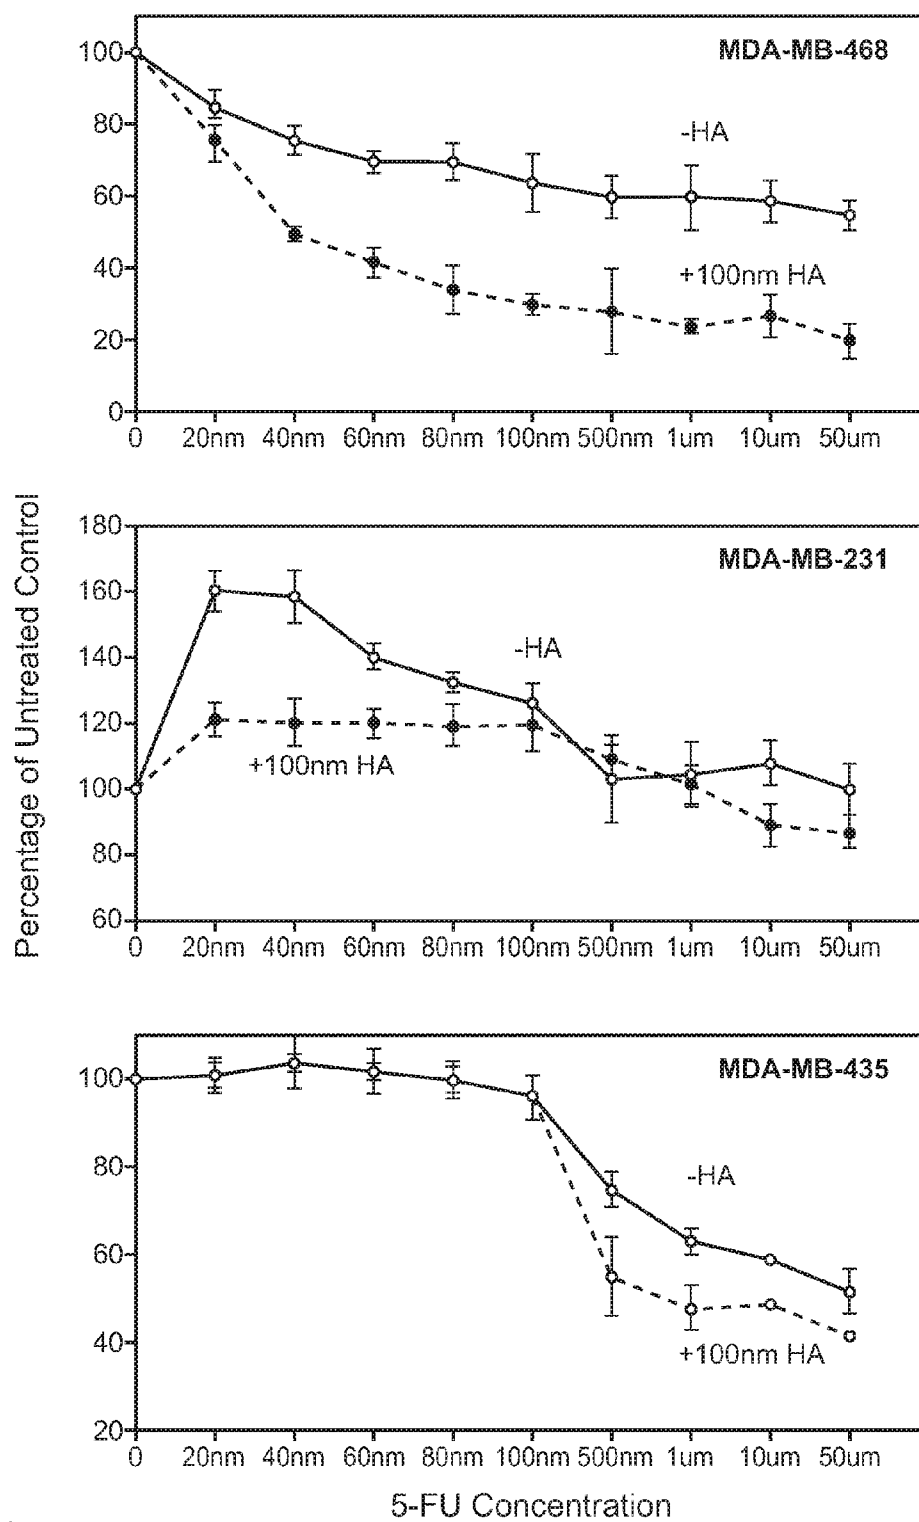 MDA-MB-468
100
80
60
40
20
0
-HA
+100nm HA
0 20nm 40nm 60nm 80nm 100nm 500nm 1um 10um 50um
Percentage of Untreated Control
MDA-MB-231
180
160
140
120
100
80
60
-HA
+100nm HA
0 20nm 40nm 60nm 80nm 100nm 500nm 1um 10um 50um
MDA-MB-435
100
80
60
40
20
-HA
+100nm HA
0 20nm 40nm 60nm 80nm 100nm 500nm 1um 10um 50um
5-FU Concentration